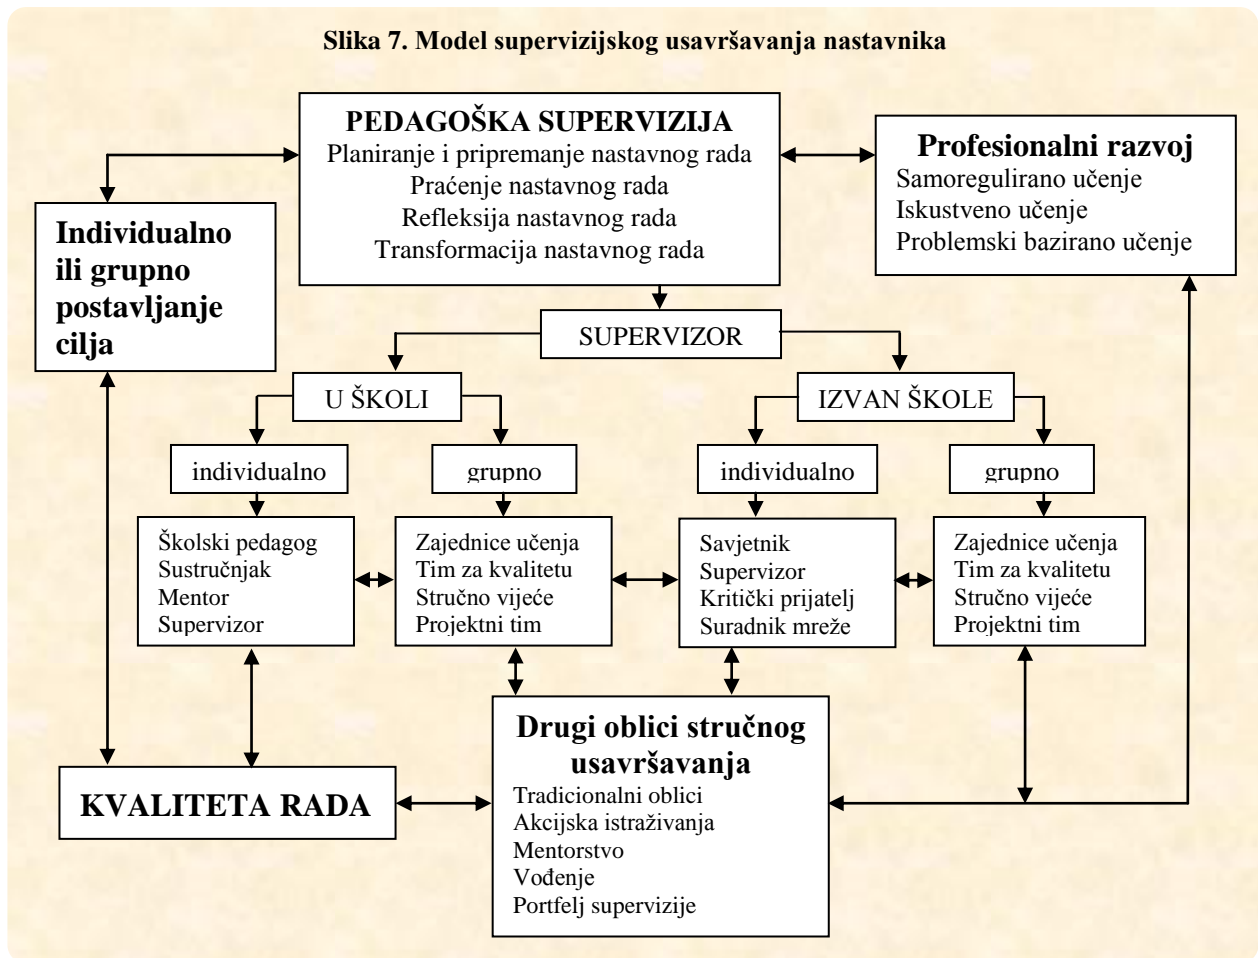 Slika 7. Model supervizijskog usavršavanja nastavnika
PEDAGOŠKA SUPERVIZIJA
Planiranje i pripremanje nastavnog rada
Praćenje nastavnog rada
Refleksija nastavnog rada
Transformacija nastavnog rada
Profesionalni razvoj
Samoregulirano učenje
Iskustveno učenje
Problemski bazirano učenje
Individualno
ili grupno
postavljanje
cilja
SUPERVIZOR
U ŠKOLI
IZVAN ŠKOLE
individualno
grupno
individualno
grupno
Školski pedagog
Sustručnjak
Mentor
Supervizor
Zajednice učenja
Tim za kvalitetu
Stručno vijeće
Projektni tim
Savjetnik
Supervizor
Kritički prijatelj
Suradnik mreže
Zajednice učenja
Tim za kvalitetu
Stručno vijeće
Projektni tim
KVALITETA RADA
Drugi oblici stručnog
usavršavanja
Tradicionalni oblici
Akcijska istraživanja
Mentorstvo
Vođenje
Portfelj supervizije